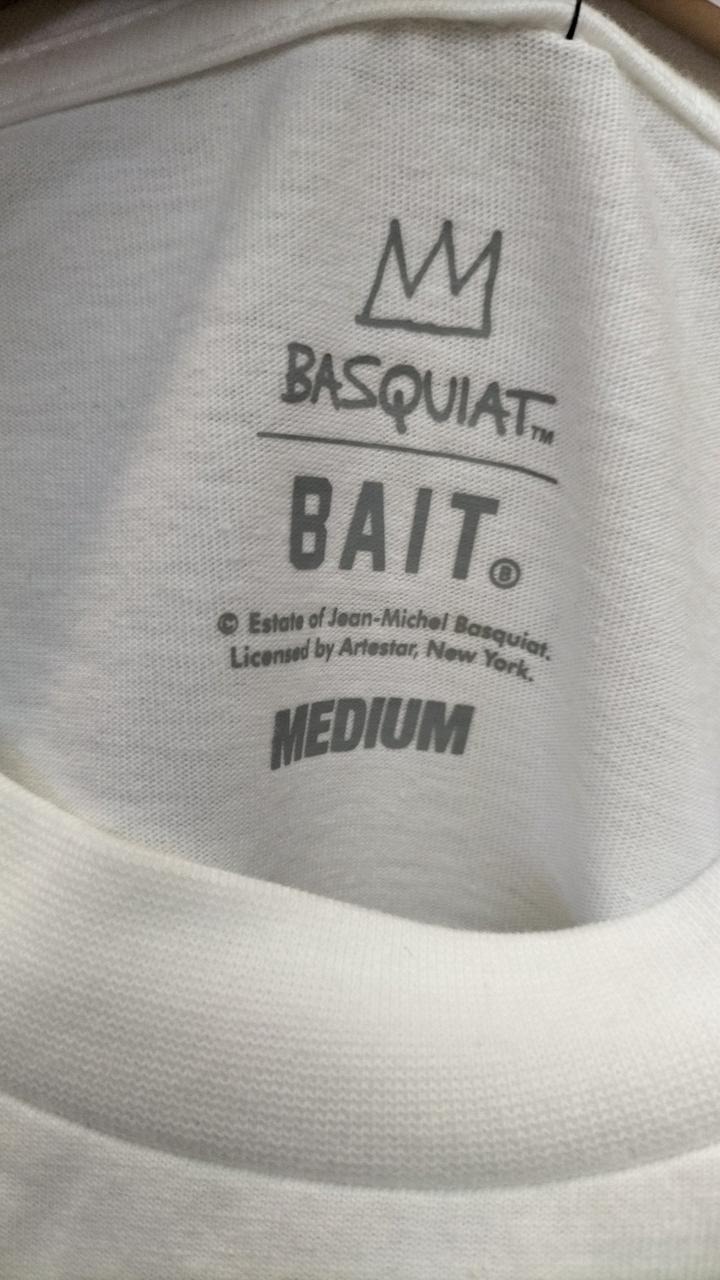 BASQUIAT™
BAIT®
© Estate of Jean-Michel Basquiat.
Licensed by Artestar, New York.
MEDIUM